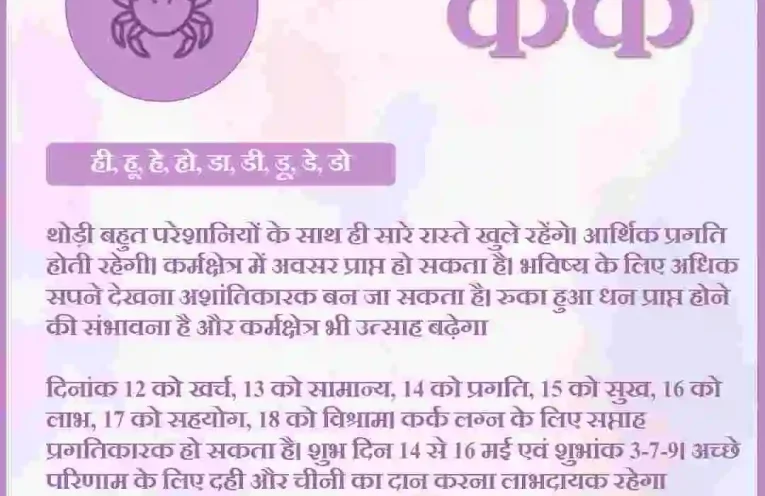 कर्क
ही, हू, हे, हो, डा, डी, डू, डे, डो
थोड़ी बहुत परेशानियों के साथ ही सारे रास्ते खुले रहेंगे। आर्थिक प्रगति
होती रहेगी। कर्मक्षेत्र में अवसर प्राप्त हो सकता है। भविष्य के लिए अधिक
सपने देखना अशांतिकारक बन जा सकता है। रुका हुआ धन प्राप्त होने
की संभावना है और कर्मक्षेत्र भी उत्साह बढ़ेगा
दिनांक 12 को खर्च, 13 को सामान्य, 14 को प्रगति, 15 को सुख, 16 को
लाभ, 17 को सहयोग, 18 को विश्राम। कर्क लग्न के लिए सप्ताह
प्रगतिकारक हो सकता है। शुभ दिन 14 से 16 मई एवं शुभांक 3-7-9। अच्छे
परिणाम के लिए दही और चीनी का दान करना लाभदायक रहेगा